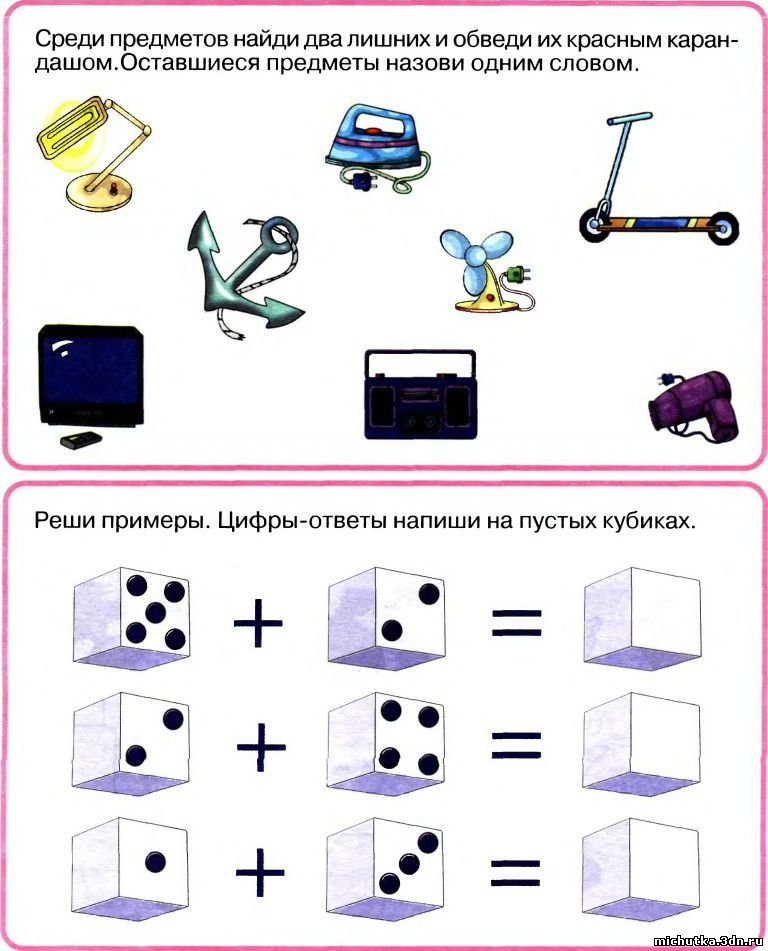 Среди предметов найди два лишних и обведи их красным каран-
дашом.Оставшиеся предметы назови одним словом.
Реши примеры. Цифры-ответы напиши на пустых кубиках.
+ =
+ =
+ =
michutka.3dn.ru